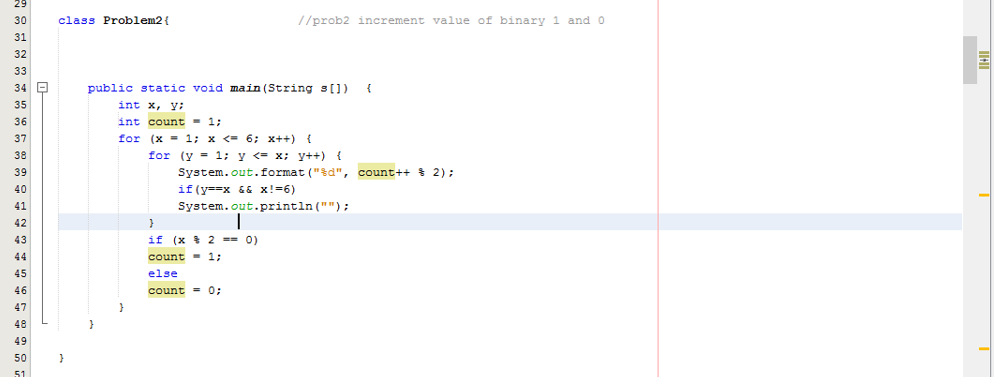 29
30 class Problem2{ //prob2 increment value of binary 1 and 0
31
32
33
34 public static void main(String s[]) {
35 int x, y;
36 int count = 1;
37 for (x = 1; x <= 6; x++) {
38 for (y = 1; y <= x; y++) {
39 System.out.format("%d", count++ % 2);
40 if(y==x && x!=6)
41 System.out.println("");
42 }
43 if (x % 2 == 0)
44 count = 1;
45 else
46 count = 0;
47 }
48 }
49
50 }
51